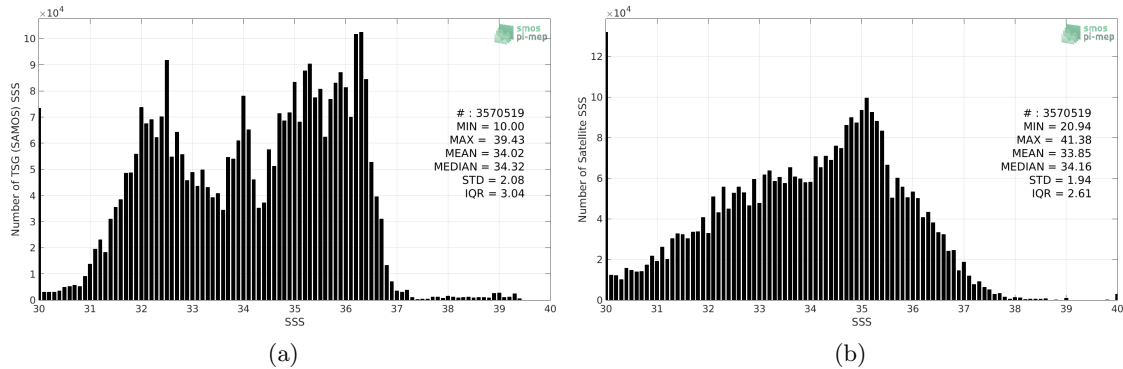 ×10⁴
10
9
8
7
6
5
4
3
2
1
0
Number of TSG (SAMOS) SSS
30 31 32 33 34 35 36 37 38 39 40
SSS
smos
pi-mep
# : 3570519
MIN = 10.00
MAX = 39.43
MEAN = 34.02
MEDIAN = 34.32
STD = 2.08
IQR = 3.04
(a)
×10⁴
12
10
8
6
4
2
0
Number of Satellite SSS
30 31 32 33 34 35 36 37 38 39 40
SSS
smos
pi-mep
# : 3570519
MIN = 20.94
MAX = 41.38
MEAN = 33.85
MEDIAN = 34.16
STD = 1.94
IQR = 2.61
(b)